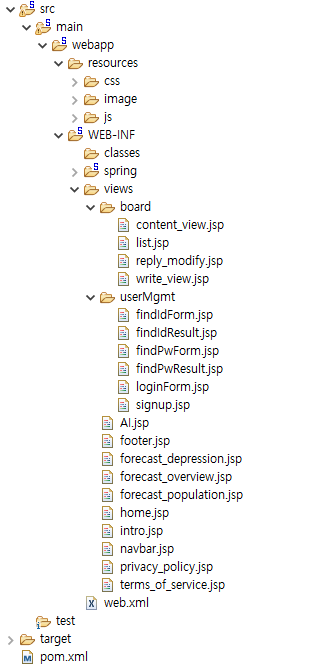 src
main
webapp
resources
css
image
js
WEB-INF
classes
spring
views
board
content_view.jsp
list.jsp
reply_modify.jsp
write_view.jsp
userMgmt
findIdForm.jsp
findIdResult.jsp
findPwForm.jsp
findPwResult.jsp
loginForm.jsp
signup.jsp
AI.jsp
footer.jsp
forecast_depression.jsp
forecast_overview.jsp
forecast_population.jsp
home.jsp
intro.jsp
navbar.jsp
privacy_policy.jsp
terms_of_service.jsp
web.xml
test
target
pom.xml